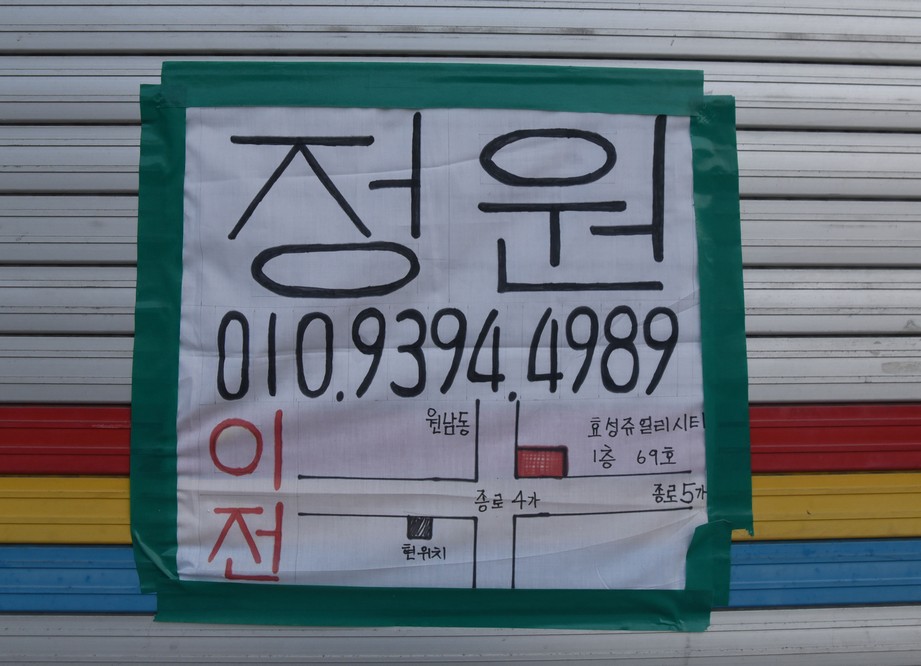 정원
010.9394.4989
이전
원남동
효성쥬얼리시티
1층 69호
종로 4가
종로5가
현위치